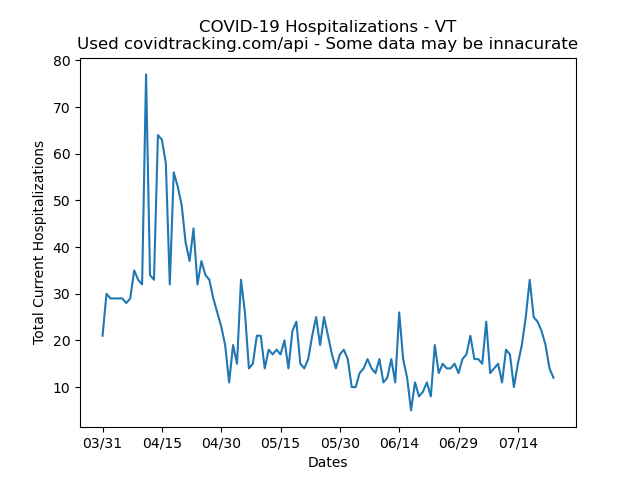 COVID-19 Hospitalizations - VT
Used covidtracking.com/api - Some data may be innacurate
80
70
60
50
40
30
20
10
Total Current Hospitalizations
03/31 04/15 04/30 05/15 05/30 06/14 06/29 07/14
Dates